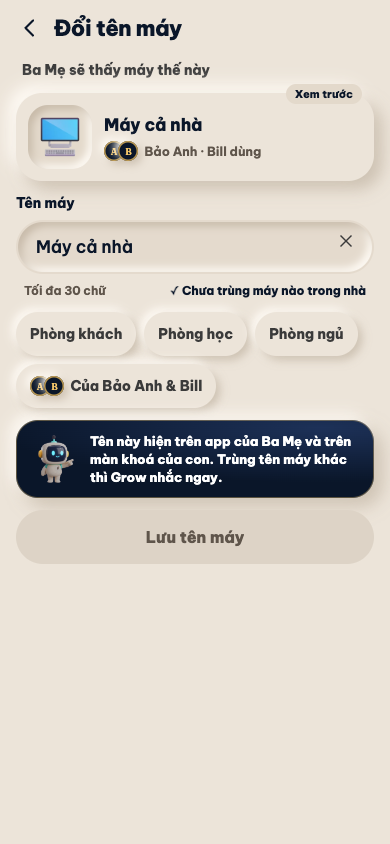 Đổi tên máy
Ba Mẹ sẽ thấy máy thế này
Xem trước
Máy cả nhà
A B Bảo Anh · Bill dùng
Tên máy
Máy cả nhà
Tối đa 30 chữ
✓ Chưa trùng máy nào trong nhà
Phòng khách
Phòng học
Phòng ngủ
A B Của Bảo Anh & Bill
Tên này hiện trên app của Ba Mẹ và trên
màn khoá của con. Trùng tên máy khác
thì Grow nhắc ngay.
Lưu tên máy